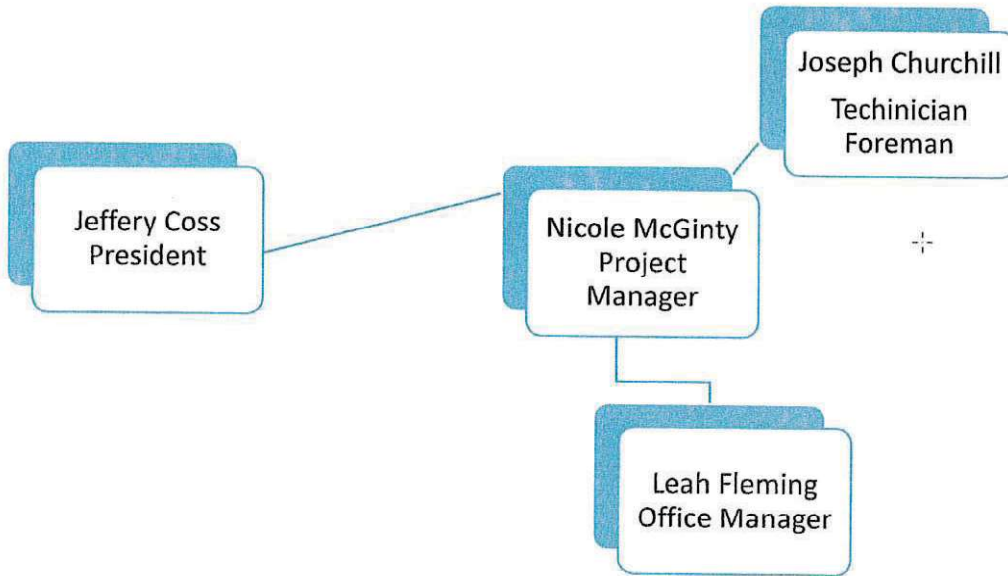 Joseph Churchill
Techinician
Foreman
Jeffery Coss
President
Nicole McGinty
Project
Manager
Leah Fleming
Office Manager